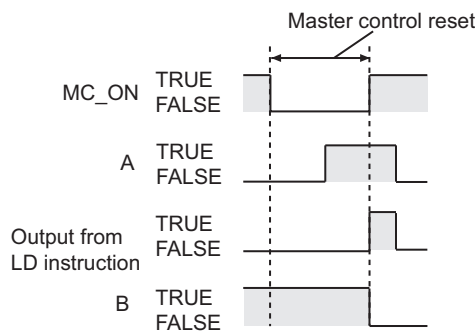 Master control reset
MC_ON
TRUE
FALSE
A
TRUE
FALSE
Output from
LD instruction
TRUE
FALSE
B
TRUE
FALSE